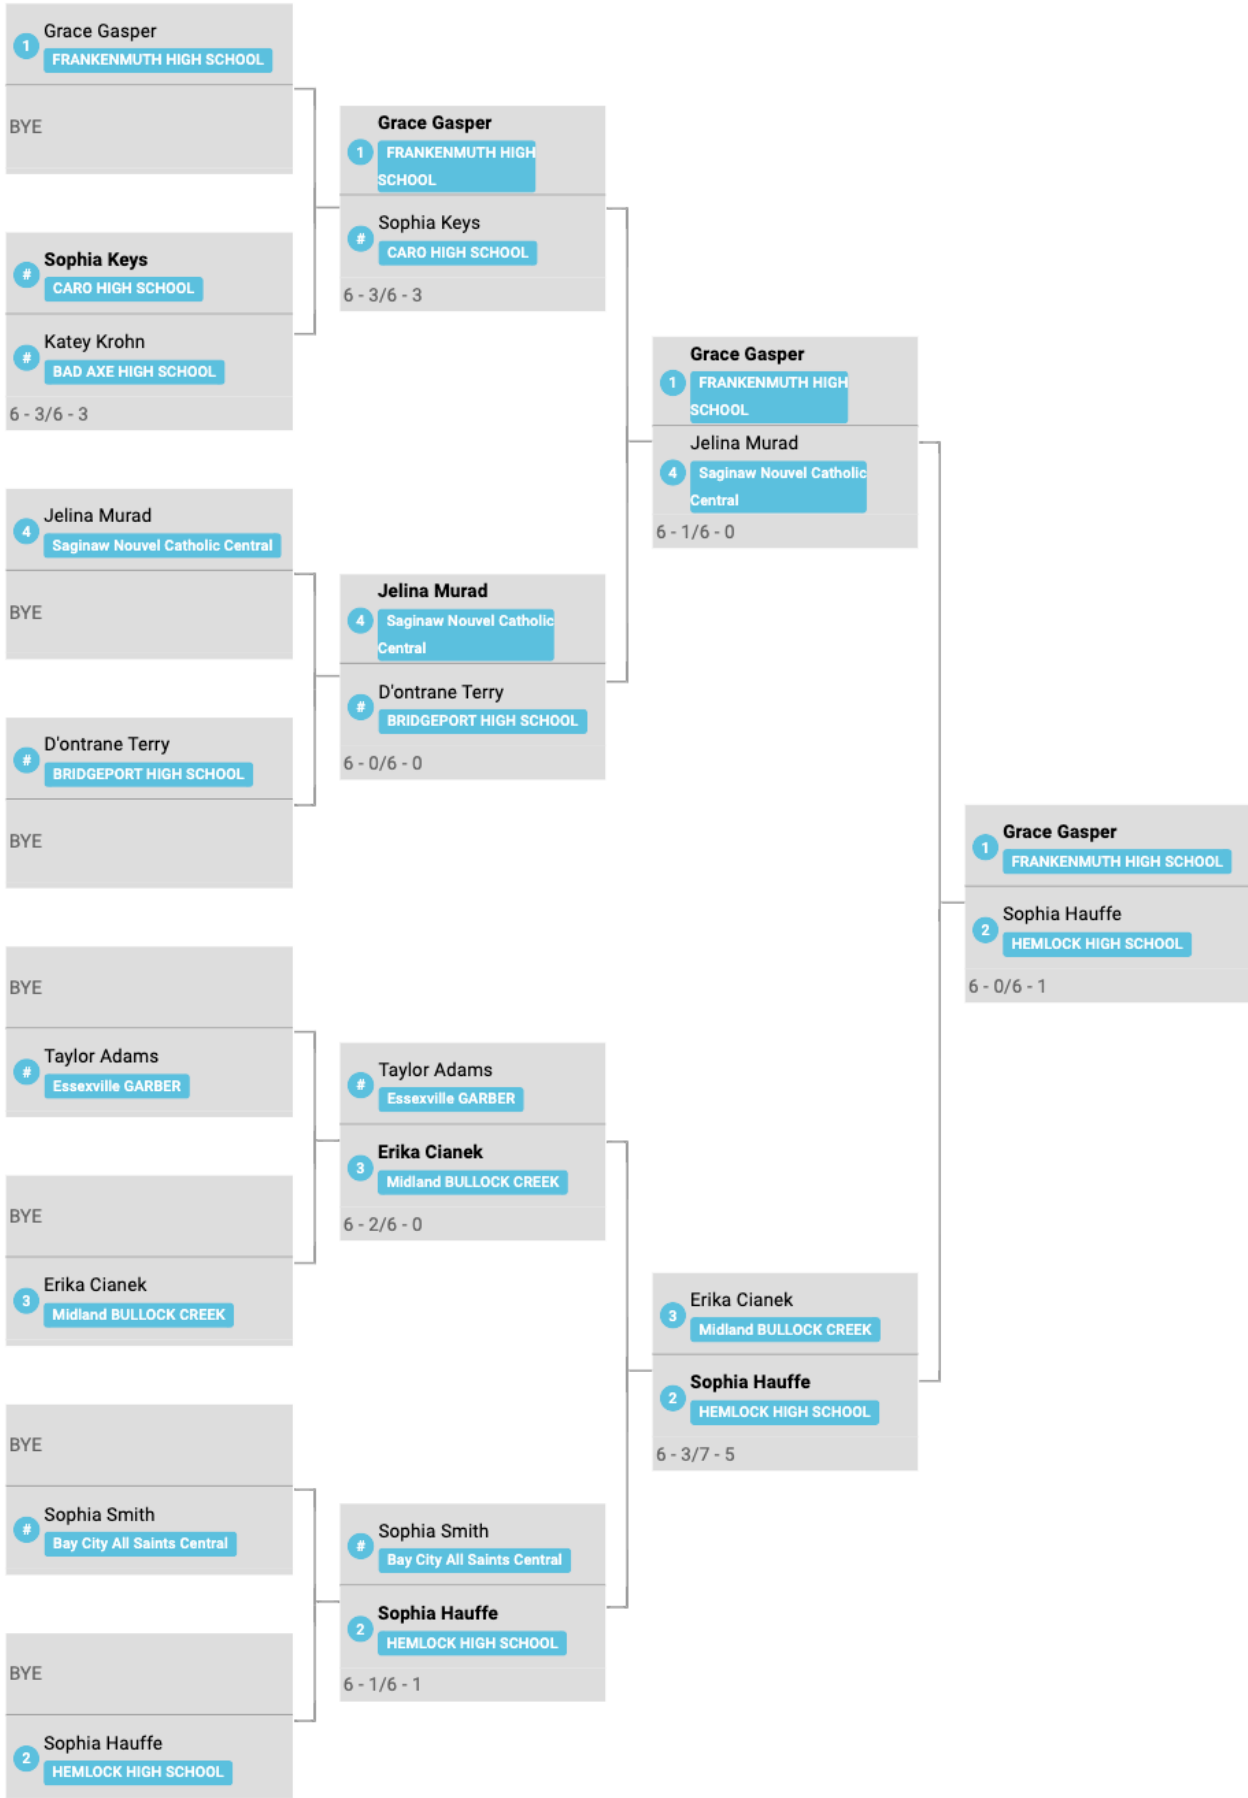 1
Grace Gasper
FRANKENMUTH HIGH SCHOOL
BYE
#
Sophia Keys
CARO HIGH SCHOOL
#
Katey Krohn
BAD AXE HIGH SCHOOL
6 - 3/6 - 3
4
Jelina Murad
Saginaw Nouvel Catholic Central
BYE
#
D'ontrane Terry
BRIDGEPORT HIGH SCHOOL
BYE
BYE
#
Taylor Adams
Essexville GARBER
BYE
3
Erika Cianek
Midland BULLOCK CREEK
BYE
#
Sophia Smith
Bay City All Saints Central
BYE
2
Sophia Hauffe
HEMLOCK HIGH SCHOOL
1
Grace Gasper
FRANKENMUTH HIGH
SCHOOL
#
Sophia Keys
CARO HIGH SCHOOL
6 - 3/6 - 3
4
Jelina Murad
Saginaw Nouvel Catholic
Central
#
D'ontrane Terry
BRIDGEPORT HIGH SCHOOL
6 - 0/6 - 0
#
Taylor Adams
Essexville GARBER
3
Erika Cianek
Midland BULLOCK CREEK
6 - 2/6 - 0
#
Sophia Smith
Bay City All Saints Central
2
Sophia Hauffe
HEMLOCK HIGH SCHOOL
6 - 1/6 - 1
1
Grace Gasper
FRANKENMUTH HIGH
SCHOOL
4
Jelina Murad
Saginaw Nouvel Catholic
Central
6 - 1/6 - 0
3
Erika Cianek
Midland BULLOCK CREEK
2
Sophia Hauffe
HEMLOCK HIGH SCHOOL
6 - 3/7 - 5
1
Grace Gasper
FRANKENMUTH HIGH SCHOOL
2
Sophia Hauffe
HEMLOCK HIGH SCHOOL
6 - 0/6 - 1